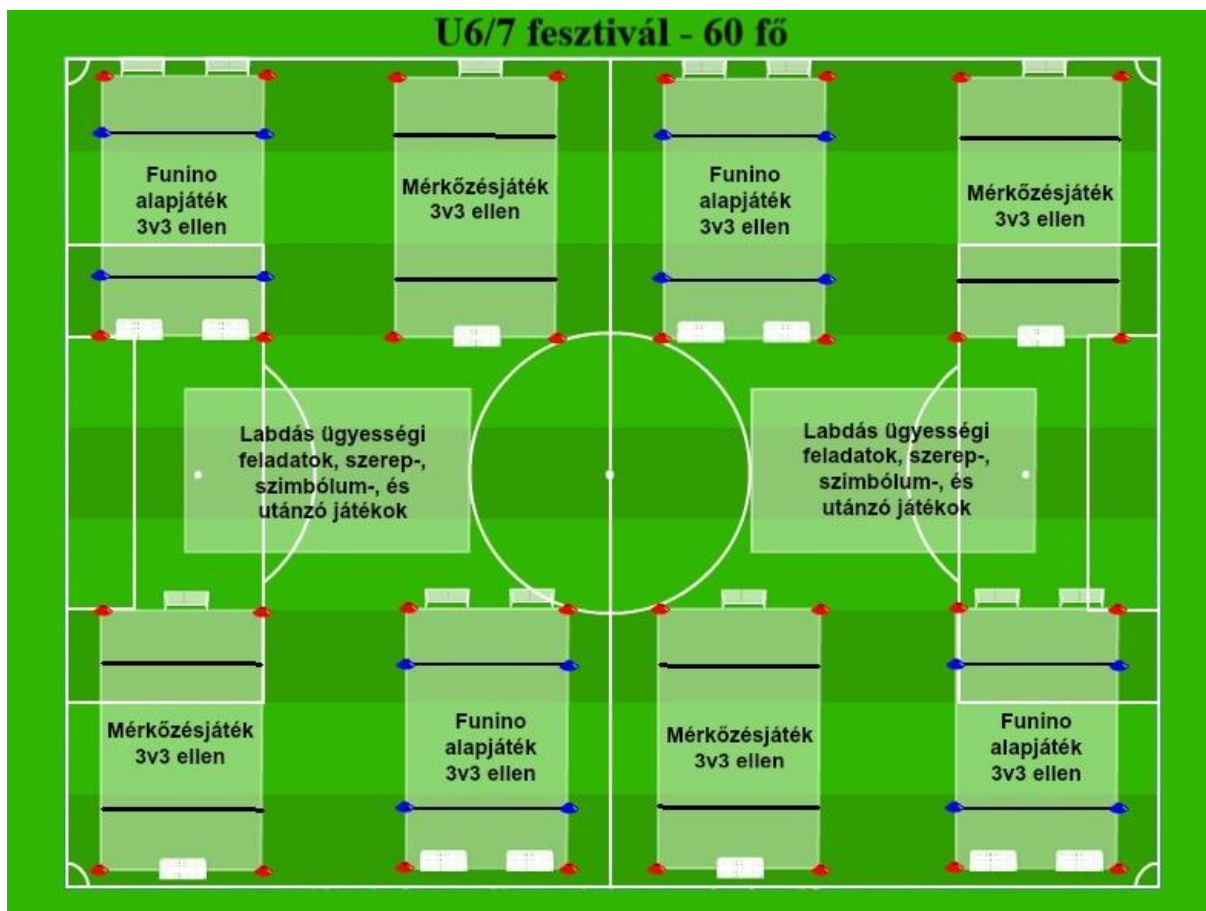 U6/7 fesztivál - 60 fő
Funino
alapjáték
3v3 ellen
Mérkőzésjáték
3v3 ellen
Funino
alapjáték
3v3 ellen
Mérkőzésjáték
3v3 ellen
Labdás ügyességi
feladatok, szerep-,
szimbólum-, és
utánzó játékok
Labdás ügyességi
feladatok, szerep-,
szimbólum-, és
utánzó játékok
Mérkőzésjáték
3v3 ellen
Funino
alapjáték
3v3 ellen
Mérkőzésjáték
3v3 ellen
Funino
alapjáték
3v3 ellen